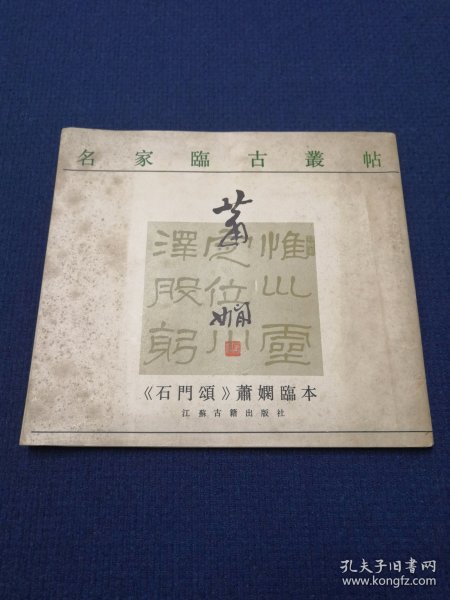 名家臨古叢帖
蕭嫻
惟川靈
定位川
澤股躬
《石門頌》蕭嫻臨本
江蘇古籍出版社
孔夫子旧书网
www.kongfz.com